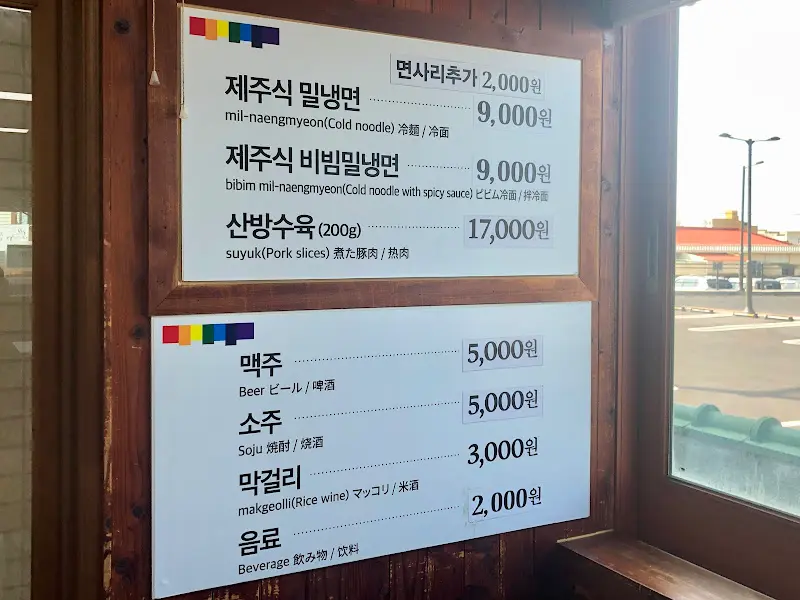 면사리추가 2,000원
제주식 밀냉면 9,000원
mil-naengmyeon(Cold noodle) 冷麺 / 冷面
제주식 비빔밀냉면 9,000원
bibim mil-naengmyeon(Cold noodle with spicy sauce) ビビム冷面 / 拌冷面
산방수육 (200g) 17,000원
suyuk(Pork slices) 煮た豚肉 / 热肉
맥주 5,000원
Beer ビール / 啤酒
소주 5,000원
Soju 焼酎 / 烧酒
막걸리 3,000원
makgeolli(Rice wine) マッコリ / 米酒
음료 2,000원
Beverage 飲み物 / 饮料